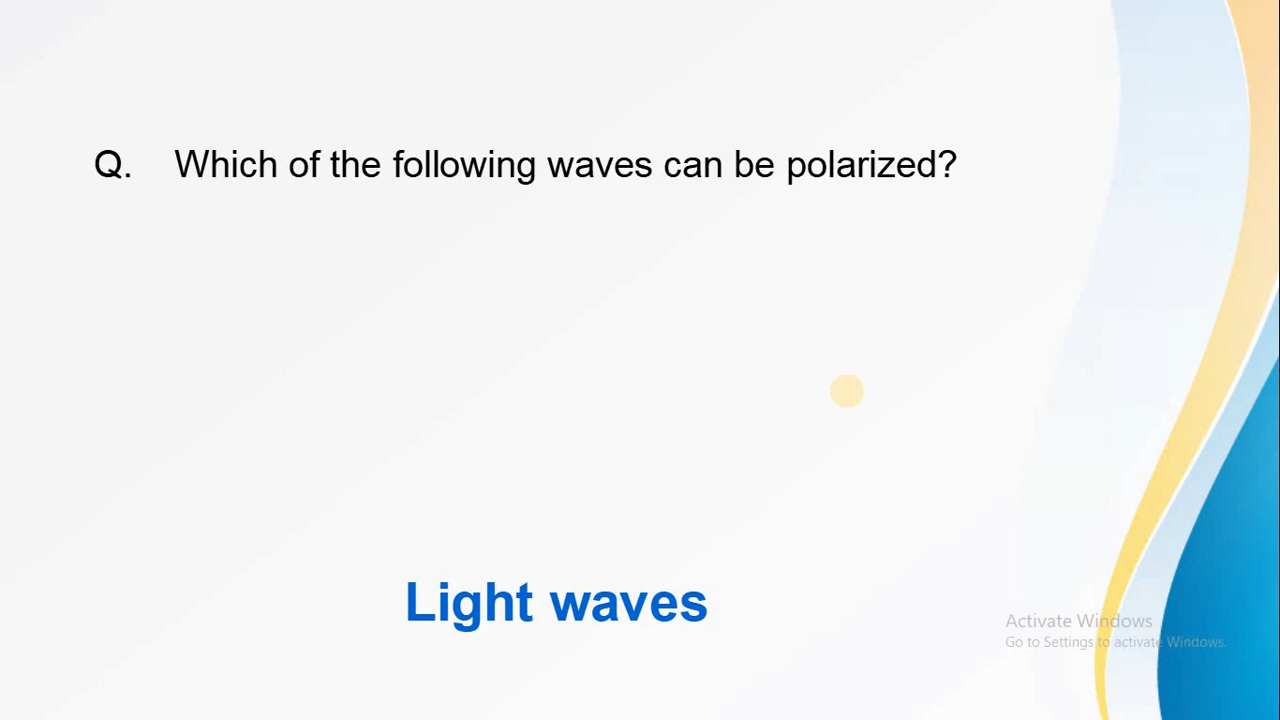 Q. Which of the following waves can be polarized?
Light waves
Activate Windows
Go to Settings to activate Windows.